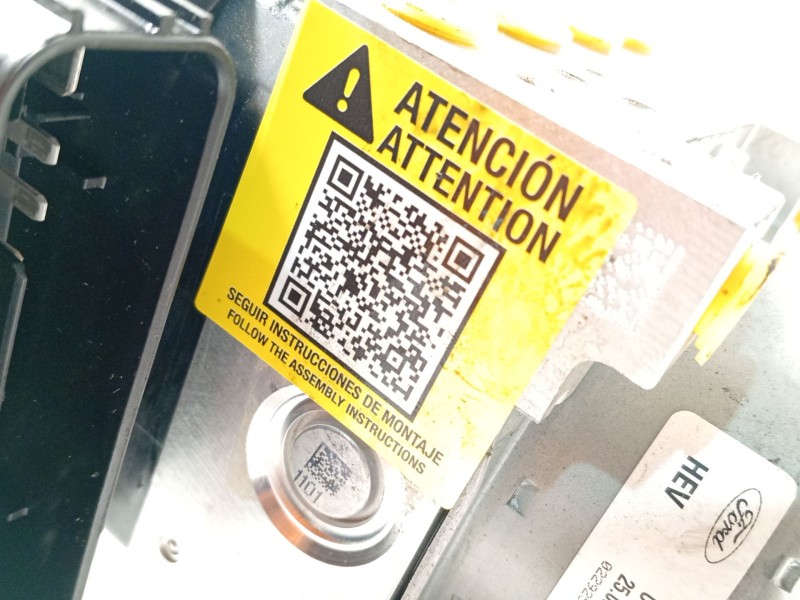 ATENCIÓN
ATTENTION
SEGUIR INSTRUCCIONES DE MONTAJE
FOLLOW THE ASSEMBLY INSTRUCTIONS
1101
HEV
Ford